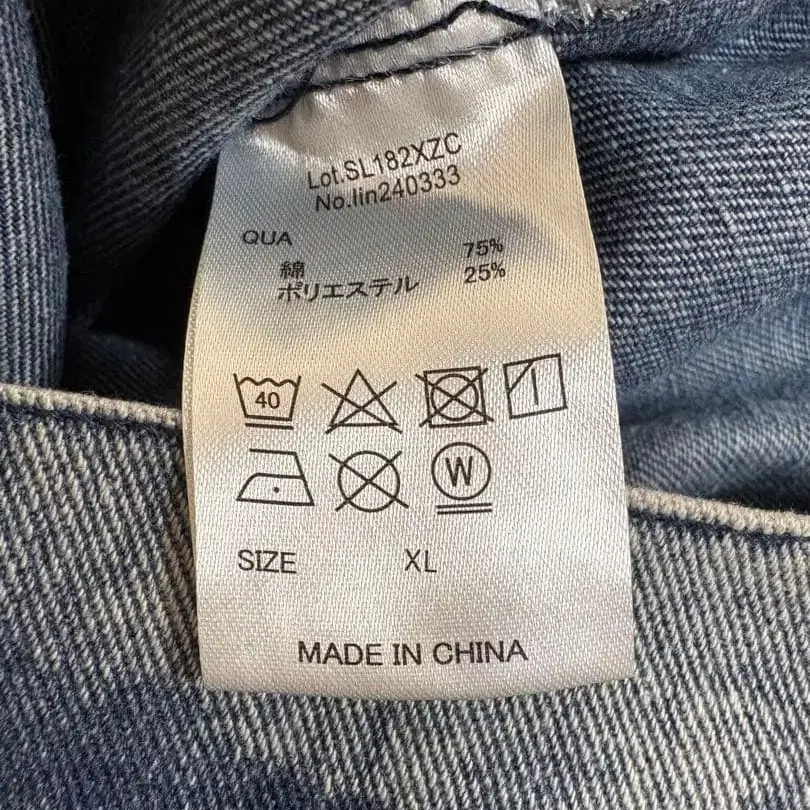 Lot.SL182XZC
No.lin240333
QUA
綿 75%
ポリエステル 25%
40
W
SIZE XL
MADE IN CHINA